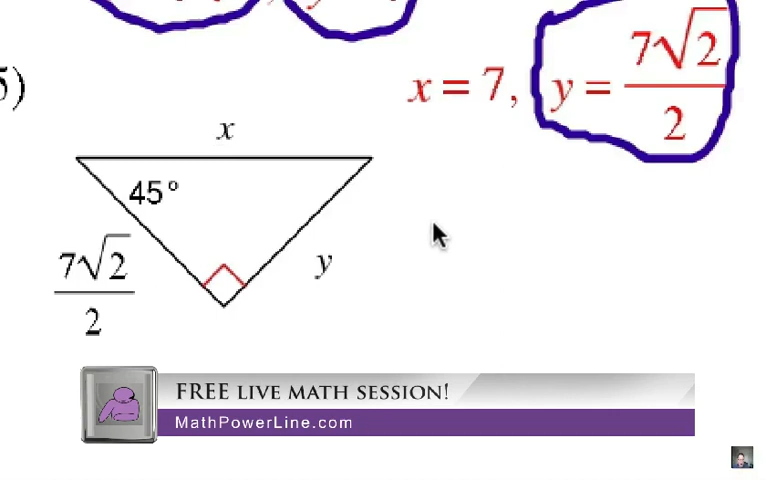 5)
x = 7, y = 7√2/2
x
45°
7√2/2
y
FREE LIVE MATH SESSION!
MathPowerLine.com